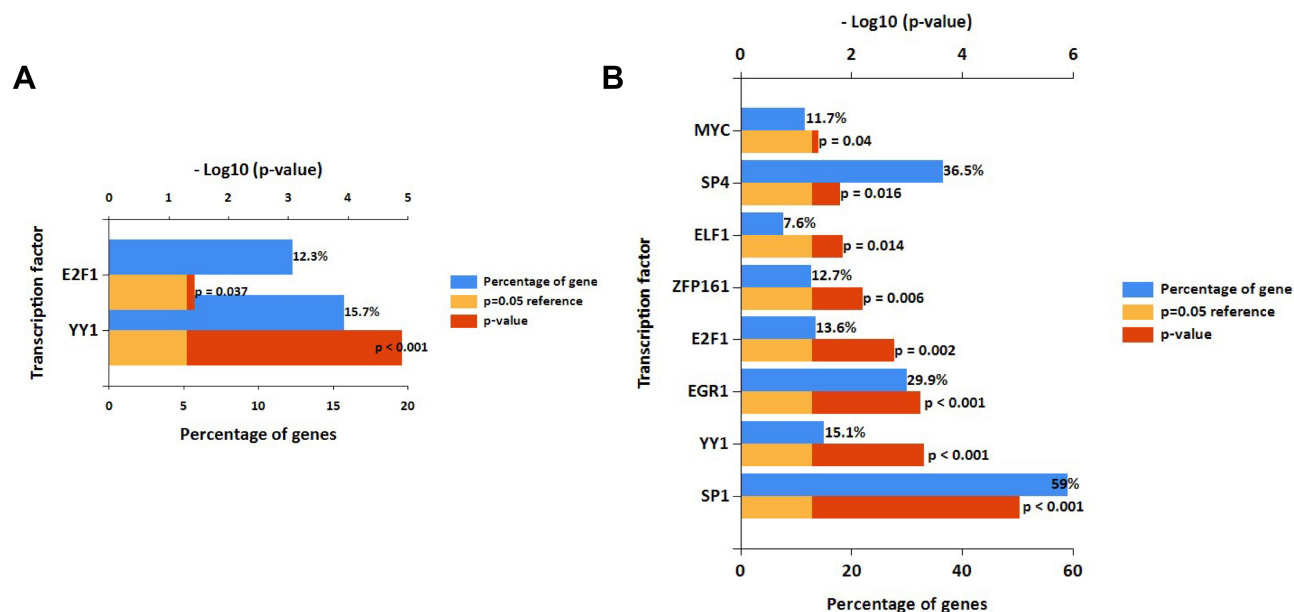 A
- Log10 (p-value)
0 1 2 3 4 5
Transcription factor
E2F1
12.3%
p = 0.037
YY1
15.7%
p < 0.001
0 5 10 15 20
Percentage of genes
Percentage of gene
p=0.05 reference
p-value
B
- Log10 (p-value)
0 2 4 6
Transcription factor
MYC
11.7%
p = 0.04
SP4
36.5%
p = 0.016
ELF1
7.6%
p = 0.014
ZFP161
12.7%
p = 0.006
E2F1
13.6%
p = 0.002
EGR1
29.9%
p < 0.001
YY1
15.1%
p < 0.001
SP1
59%
p < 0.001
0 20 40 60
Percentage of genes
Percentage of gene
p=0.05 reference
p-value